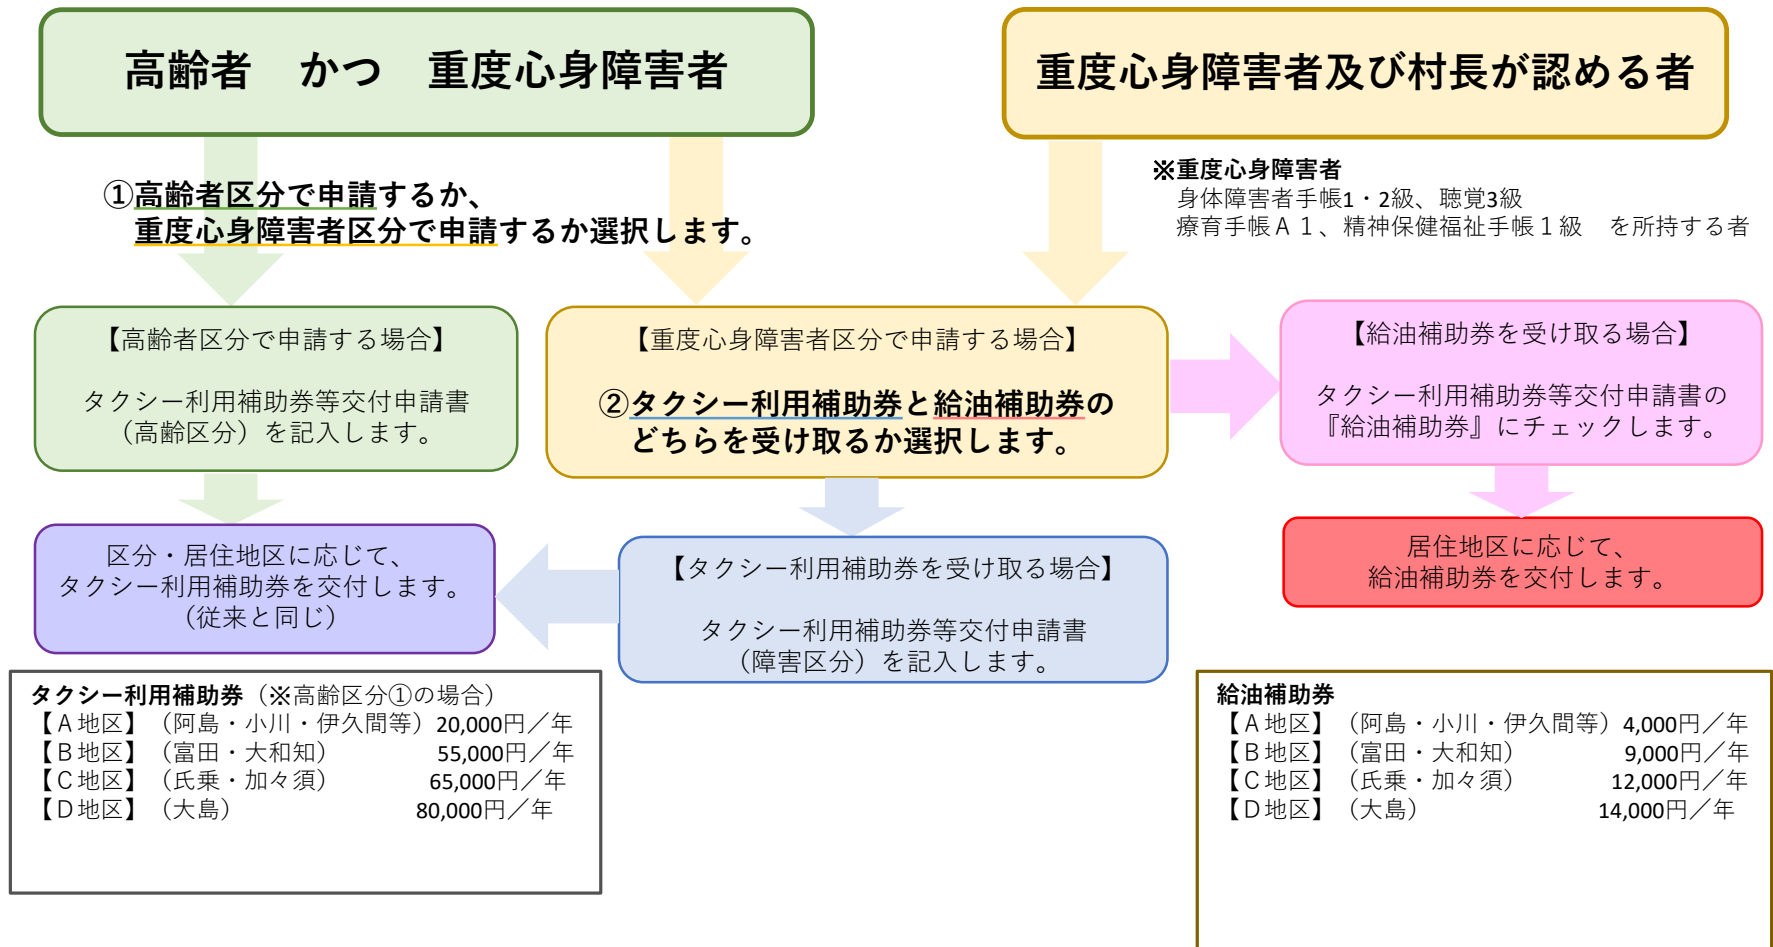 高齢者　かつ　重度心身障害者
重度心身障害者及び村長が認める者
①高齢者区分で申請するか、
重度心身障害者区分で申請するか選択します。
※重度心身障害者
身体障害者手帳1・2級、聴覚3級
療育手帳Ａ１、精神保健福祉手帳１級　を所持する者
【高齢者区分で申請する場合】
タクシー利用補助券等交付申請書
（高齢区分）を記入します。
【重度心身障害者区分で申請する場合】
②タクシー利用補助券と給油補助券の
どちらを受け取るか選択します。
【給油補助券を受け取る場合】
タクシー利用補助券等交付申請書の
『給油補助券』にチェックします。
区分・居住地区に応じて、
タクシー利用補助券を交付します。
（従来と同じ）
【タクシー利用補助券を受け取る場合】
タクシー利用補助券等交付申請書
（障害区分）を記入します。
居住地区に応じて、
給油補助券を交付します。
タクシー利用補助券（※高齢区分①の場合）
【Ａ地区】（阿島・小川・伊久間等）20,000円／年
【Ｂ地区】（富田・大和知）　55,000円／年
【Ｃ地区】（氏乗・加々須）　65,000円／年
【Ｄ地区】（大島）　80,000円／年
給油補助券
【Ａ地区】（阿島・小川・伊久間等）4,000円／年
【Ｂ地区】（富田・大和知）　9,000円／年
【Ｃ地区】（氏乗・加々須）　12,000円／年
【Ｄ地区】（大島）　14,000円／年